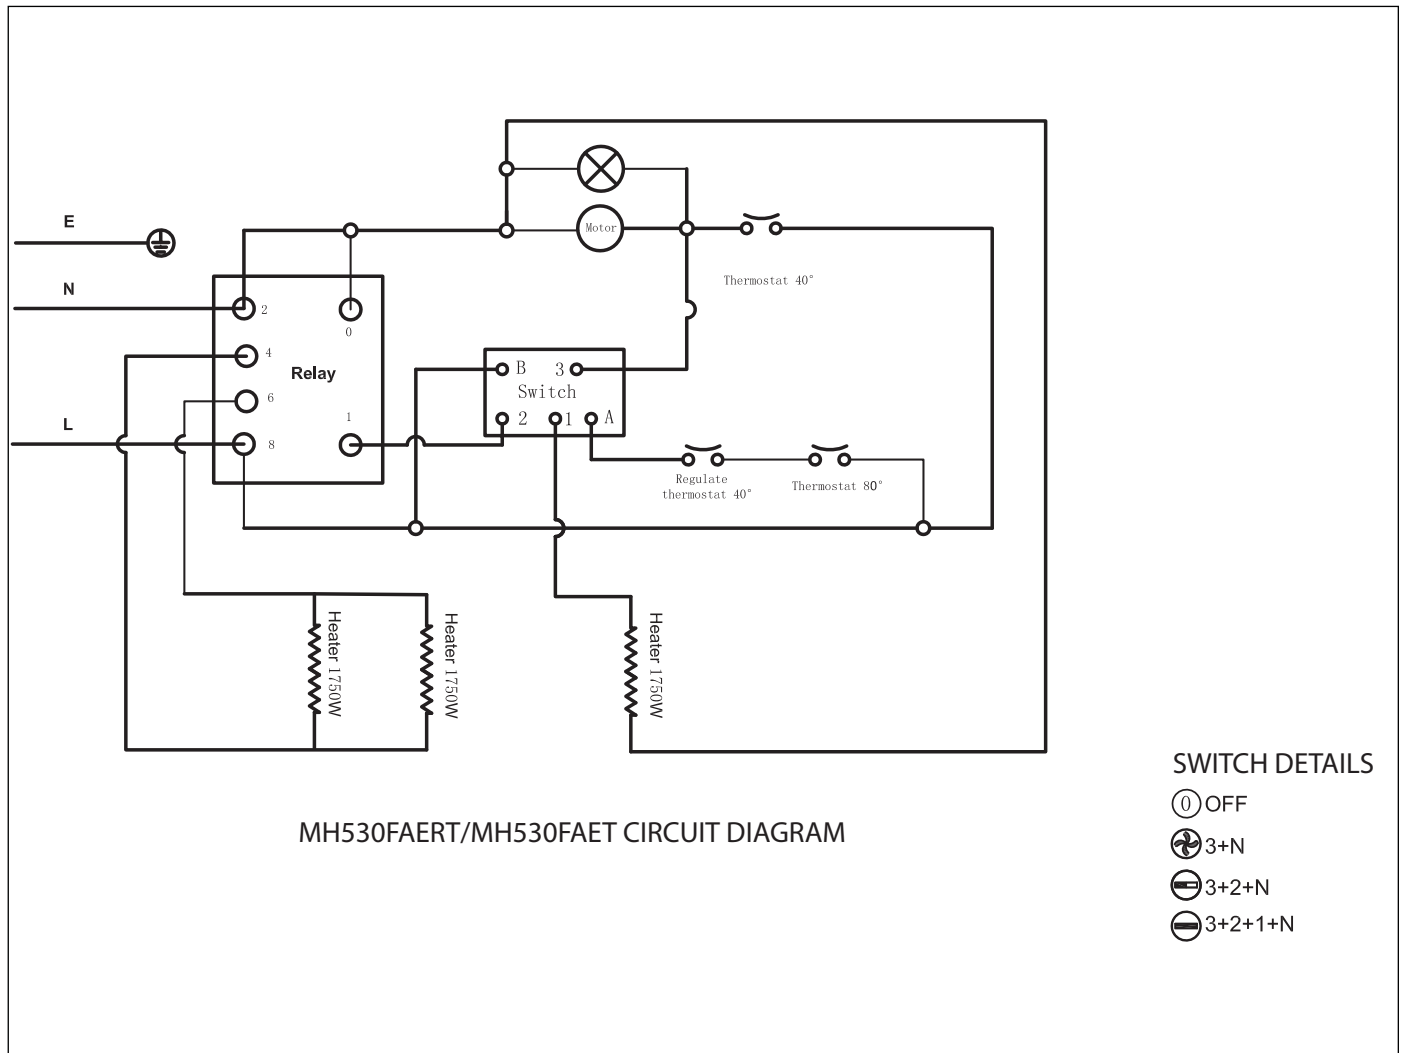 E
Motor
Thermostat 40°
N
2
0
4
Relay
6
B 3
Switch
2 1 A
L
8
1
Regulate
thermostat 40°
Thermostat 80°
Heater 1750W
Heater 1750W
Heater 1750W
SWITCH DETAILS
0 OFF
3+N
3+2+N
3+2+1+N
MH530FAERT/MH530FAET CIRCUIT DIAGRAM